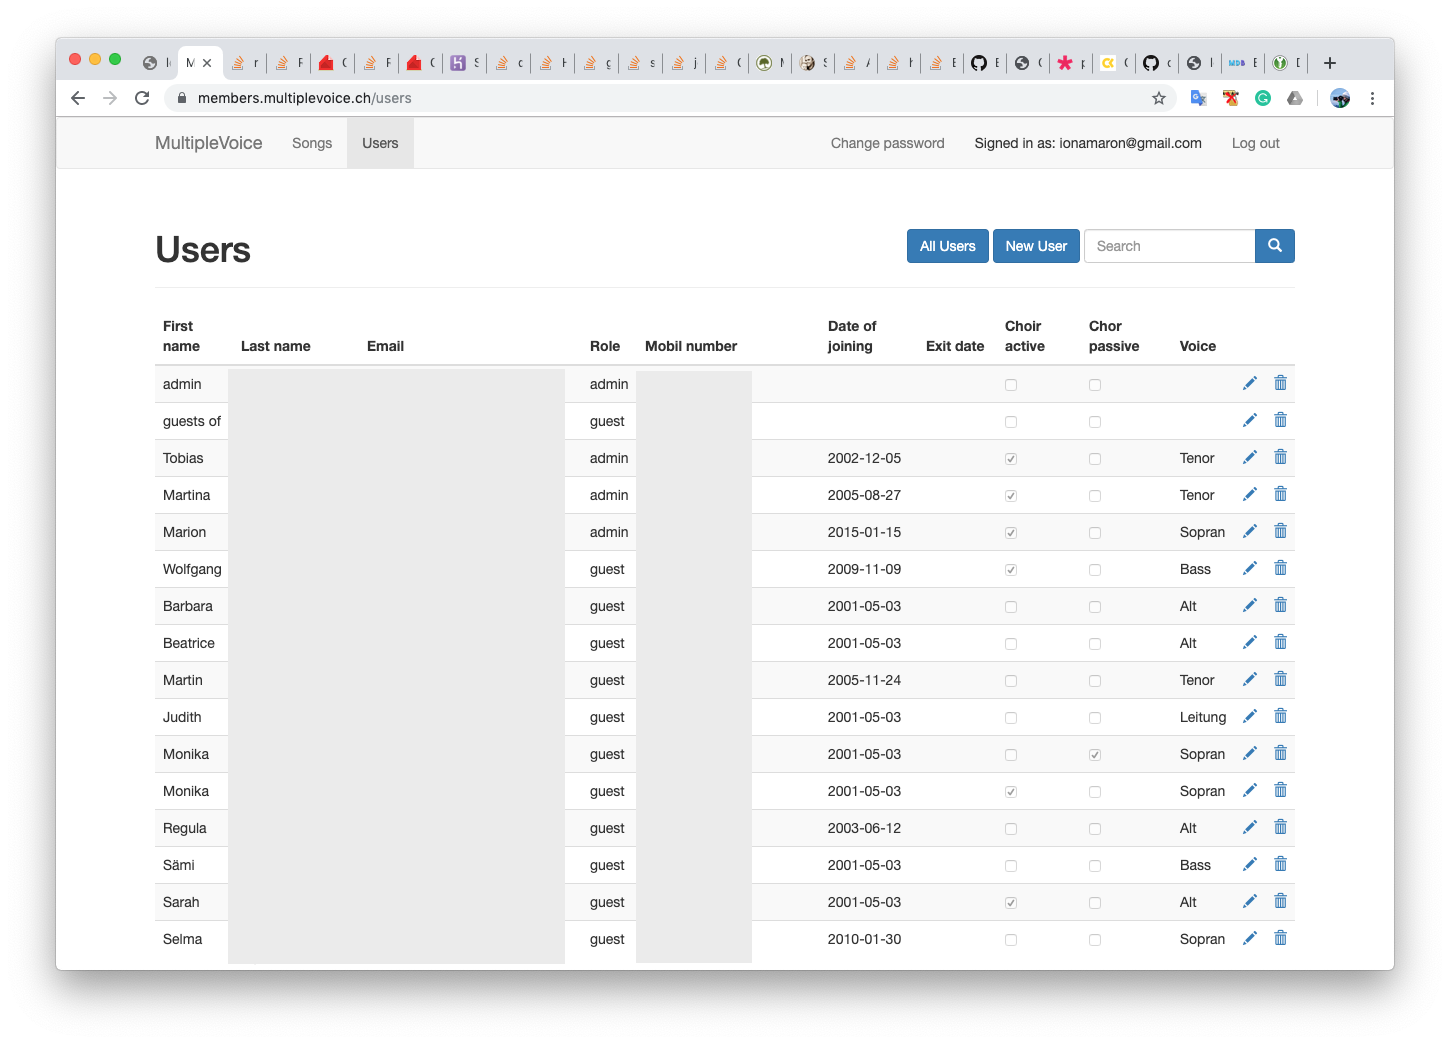 M
members.multiplevoice.ch/users
MultipleVoice Songs Users Change password Signed in as: ionamaron@gmail.com Log out
Users All Users New User Search
First name Last name Email Role Mobil number Date of joining Exit date Choir active Chor passive Voice
admin admin
guests of guest
Tobias admin 2002-12-05 Tenor
Martina admin 2005-08-27 Tenor
Marion admin 2015-01-15 Sopran
Wolfgang guest 2009-11-09 Bass
Barbara guest 2001-05-03 Alt
Beatrice guest 2001-05-03 Alt
Martin guest 2005-11-24 Tenor
Judith guest 2001-05-03 Leitung
Monika guest 2001-05-03 Sopran
Monika guest 2001-05-03 Sopran
Regula guest 2003-06-12 Alt
Sämi guest 2001-05-03 Bass
Sarah guest 2001-05-03 Alt
Selma guest 2010-01-30 Sopran